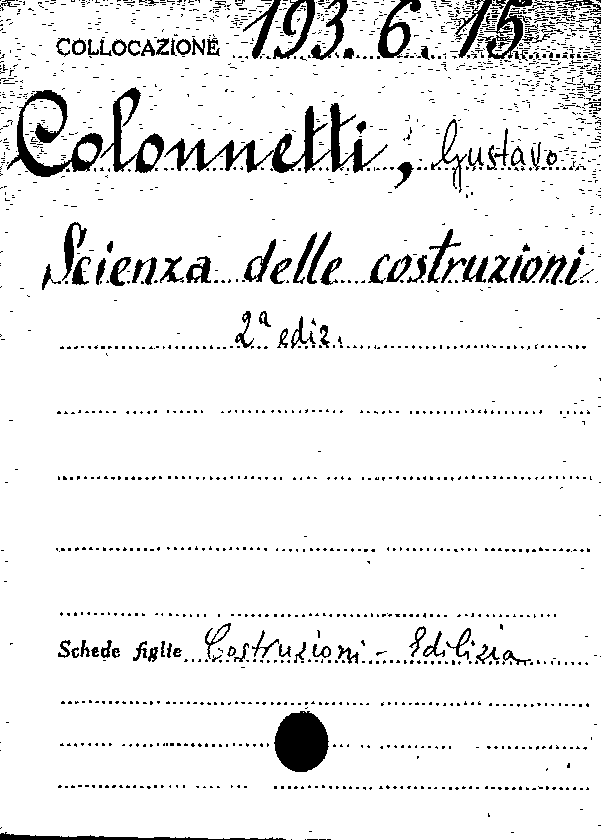 COLLOCAZIONE 193. 6. 15
Colonnetti, Gustavo
Scienza delle costruzioni
2ª ediz.
Schede figlie Costruzioni - Edilizia